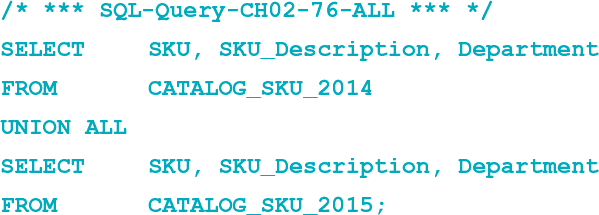 /* *** SQL-Query-CH02-76-ALL *** */
SELECT     SKU, SKU_Description, Department
FROM       CATALOG_SKU_2014
UNION ALL
SELECT     SKU, SKU_Description, Department
FROM       CATALOG_SKU_2015;